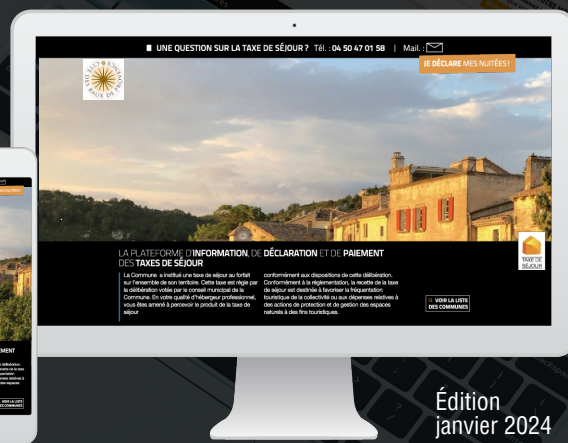 UNE QUESTION SUR LA TAXE DE SÉJOUR ? Tél. : 04 50 47 01 58 | Mail. :
JE DÉCLARE MES NUITÉES !
LA PLATEFORME D'INFORMATION, DE DÉCLARATION ET DE PAIEMENT
DES TAXES DE SÉJOUR
La Commune a institué une taxe de séjour au forfait
sur l'ensemble de son territoire. Cette taxe est régie par
la délibération votée par le conseil municipal de la
Commune. En votre qualité d'hébergeur professionnel,
vous êtes amené à percevoir le produit de la taxe de
séjour
conformément aux dispositions de cette délibération.
Conformément à la réglementation, la recette de la taxe
de séjour est destinée à favoriser la fréquentation
touristique de la collectivité ou aux dépenses relatives à
des actions de protection et de gestion des espaces
naturels à des fins touristiques.
TAXE DE
SÉJOUR
VOIR LA LISTE
DES COMMUNES
Édition
janvier 2024